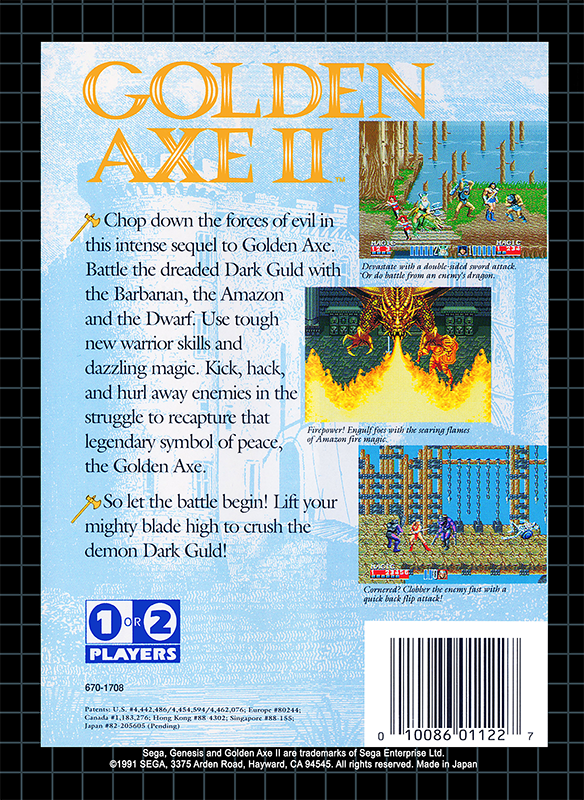 GOLDEN
AXE II™
Chop down the forces of evil in
this intense sequel to Golden Axe.
Battle the dreaded Dark Guld with
the Barbarian, the Amazon
and the Dwarf. Use tough
new warrior skills and
dazzling magic. Kick, hack,
and hurl away enemies in the
struggle to recapture that
legendary symbol of peace,
the Golden Axe.
So let the battle begin! Lift your
mighty blade high to crush the
demon Dark Guld!
MAGIC
MAGIC
Devastate with a double-sided sword attack.
Or do battle from an enemy's dragon.
Firepower! Engulf foes with the searing flames
of Amazon fire magic.
MAGIC
Cornered? Clobber the enemy fast with a
quick back flip attack!
1 OR 2
PLAYERS
670-1708
Patents: U.S. #4,442,486/4,454,594/4,462,076; Europe #80244;
Canada #1,183,276; Hong Kong #88-4302; Singapore #88-155;
Japan #82-205605 (Pending)
0 10086 01122 7
Sega, Genesis and Golden Axe II are trademarks of Sega Enterprise Ltd.
©1991 SEGA, 3375 Arden Road, Hayward, CA 94545. All rights reserved. Made in Japan